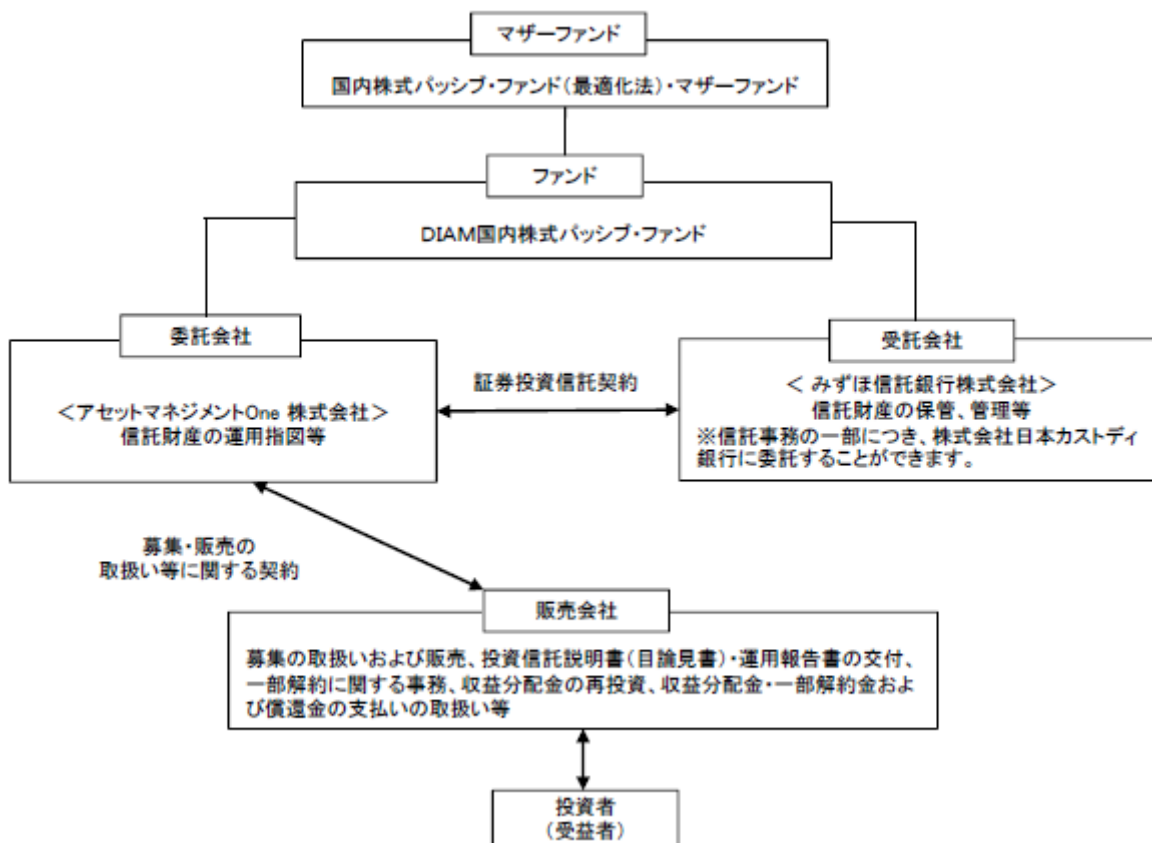 マザーファンド
国内株式パッシブ・ファンド(最適化法)・マザーファンド
ファンド
DIAM国内株式パッシブ・ファンド
委託会社
<アセットマネジメントOne 株式会社>
信託財産の運用指図等
証券投資信託契約
受託会社
< みずほ信託銀行株式会社>
信託財産の保管、管理等
※信託事務の一部につき、株式会社日本カストディ
銀行に委託することができます。
募集・販売の
取扱い等に関する契約
販売会社
募集の取扱いおよび販売、投資信託説明書(目論見書)・運用報告書の交付、
一部解約に関する事務、収益分配金の再投資、収益分配金・一部解約金およ
び償還金の支払いの取扱い等
投資者
(受益者)